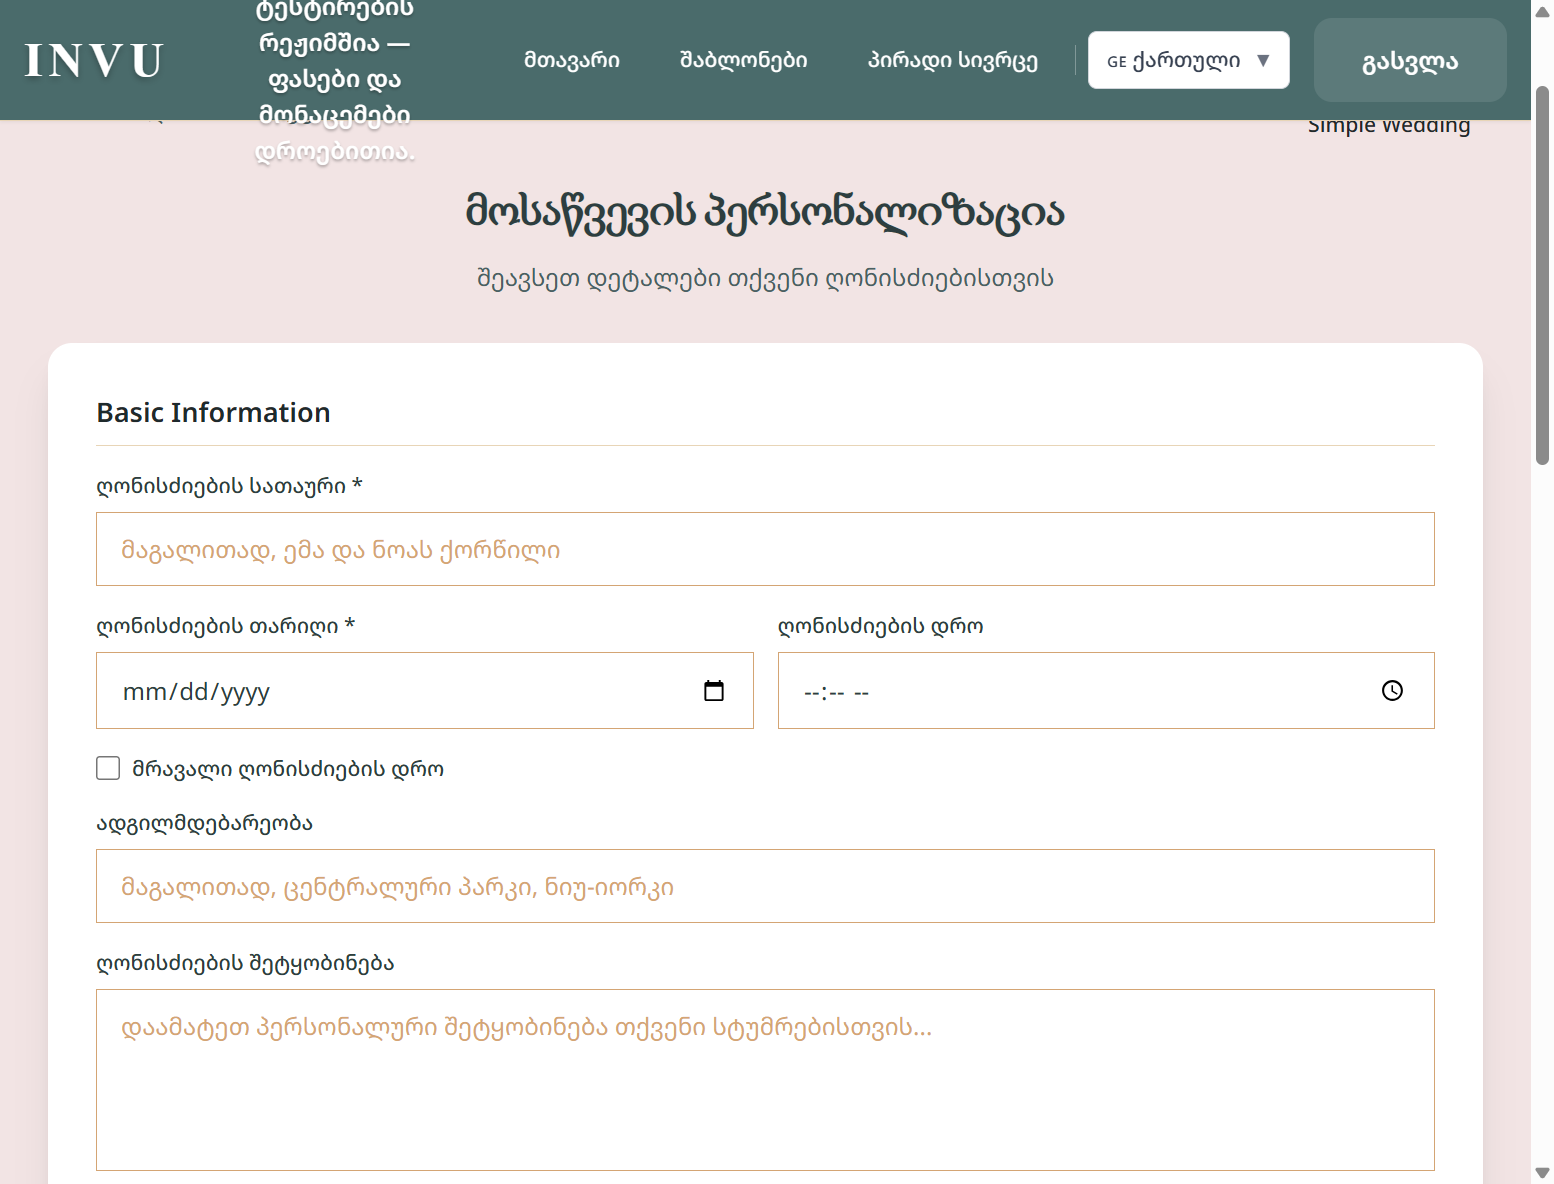 INVU
ტესტირების
რეჟიმშია —
ფასები და
მონაცემები
დროებითია.
მთავარი
შაბლონები
პირადი სივრცე
GE ქართული ▼
გასვლა
Simple Wedding
მოსაწვევის პერსონალიზაცია
შეავსეთ დეტალები თქვენი ღონისძიებისთვის
Basic Information
ღონისძიების სათაური *
მაგალითად, ემა და ნოას ქორწილი
ღონისძიების თარიღი *
ღონისძიების დრო
mm/dd/yyyy
--:-- --
მრავალი ღონისძიების დრო
ადგილმდებარეობა
მაგალითად, ცენტრალური პარკი, ნიუ-იორკი
ღონისძიების შეტყობინება
დაამატეთ პერსონალური შეტყობინება თქვენი სტუმრებისთვის...